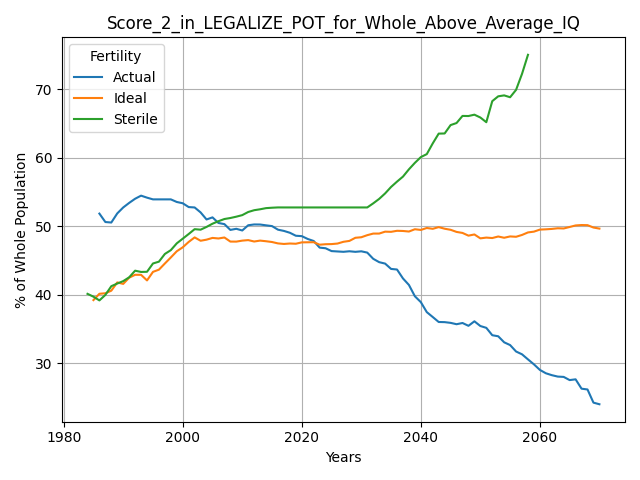 Score_2_in_LEGALIZE_POT_for_Whole_Above_Average_IQ
Fertility
Actual
Ideal
Sterile
% of Whole Population
70
60
50
40
30
1980
2000
2020
2040
2060
Years